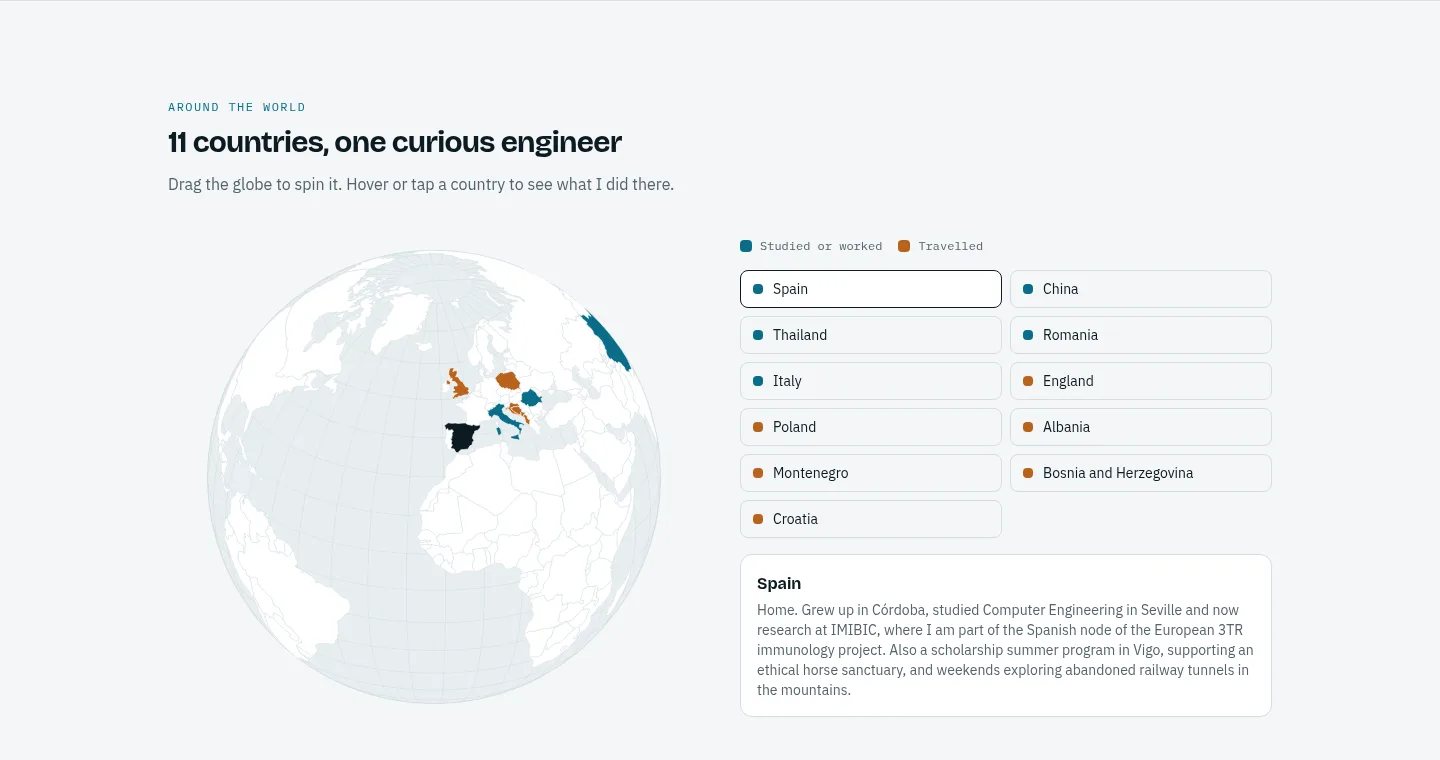 AROUND THE WORLD
11 countries, one curious engineer
Drag the globe to spin it. Hover or tap a country to see what I did there.
Studied or worked
Travelled
Spain
China
Thailand
Romania
Italy
England
Poland
Albania
Montenegro
Bosnia and Herzegovina
Croatia
Spain
Home. Grew up in Córdoba, studied Computer Engineering in Seville and now
research at IMIBIC, where I am part of the Spanish node of the European 3TR
immunology project. Also a scholarship summer program in Vigo, supporting an
ethical horse sanctuary, and weekends exploring abandoned railway tunnels in
the mountains.